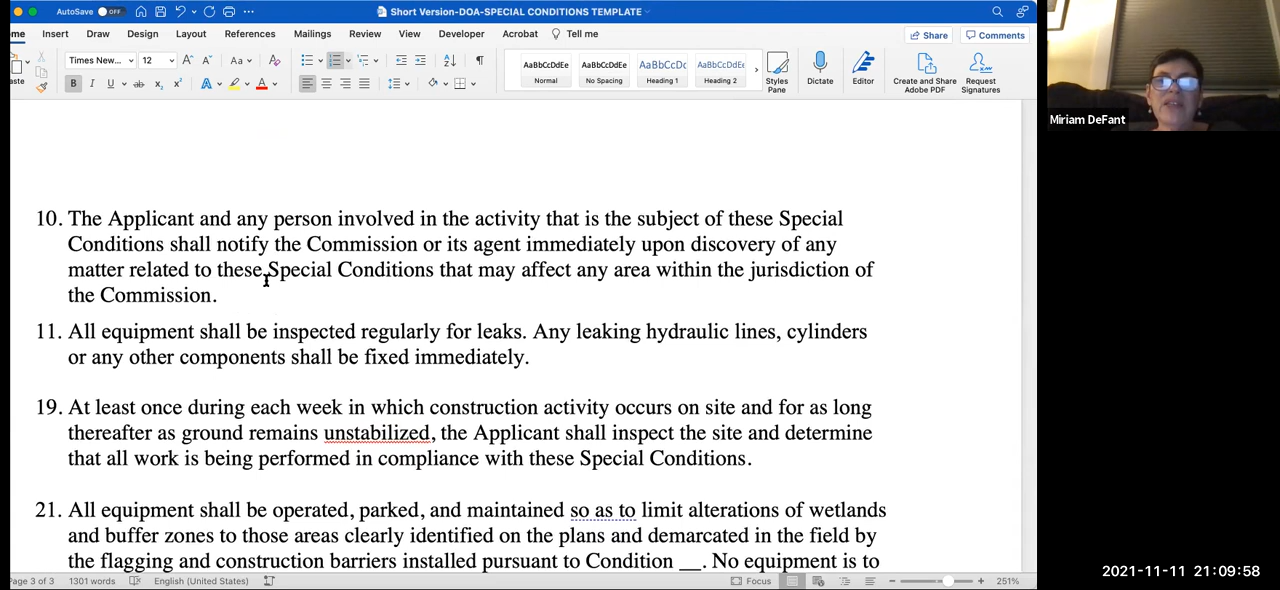 AutoSave OFF
Short Version-DOA-SPECIAL CONDITIONS TEMPLATE
ome Insert Draw Design Layout References Mailings Review View Developer Acrobat Tell me
Share Comments
Times New... 12 Aa
aste
AaBbCcDdEe AaBbCcDdEe AaBbCcDc AaBbCcDdEe
Normal No Spacing Heading 1 Heading 2
Styles Pane
Dictate
Editor
Create and Share Adobe PDF
Request Signatures
Miriam DeFant
10. The Applicant and any person involved in the activity that is the subject of these Special
Conditions shall notify the Commission or its agent immediately upon discovery of any
matter related to these Special Conditions that may affect any area within the jurisdiction of
the Commission.
11. All equipment shall be inspected regularly for leaks. Any leaking hydraulic lines, cylinders
or any other components shall be fixed immediately.
19. At least once during each week in which construction activity occurs on site and for as long
thereafter as ground remains unstabilized, the Applicant shall inspect the site and determine
that all work is being performed in compliance with these Special Conditions.
21. All equipment shall be operated, parked, and maintained so as to limit alterations of wetlands
and buffer zones to those areas clearly identified on the plans and demarcated in the field by
the flagging and construction barriers installed pursuant to Condition __. No equipment is to
Page 3 of 3 1301 words English (United States) Focus 251%
2021-11-11 21:09:58